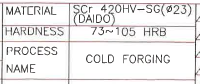 MATERIAL SCr 420HV-SG(ø23)
(DAIDO)
HARDNESS 73~105 HRB
PROCESS
NAME COLD FORGING